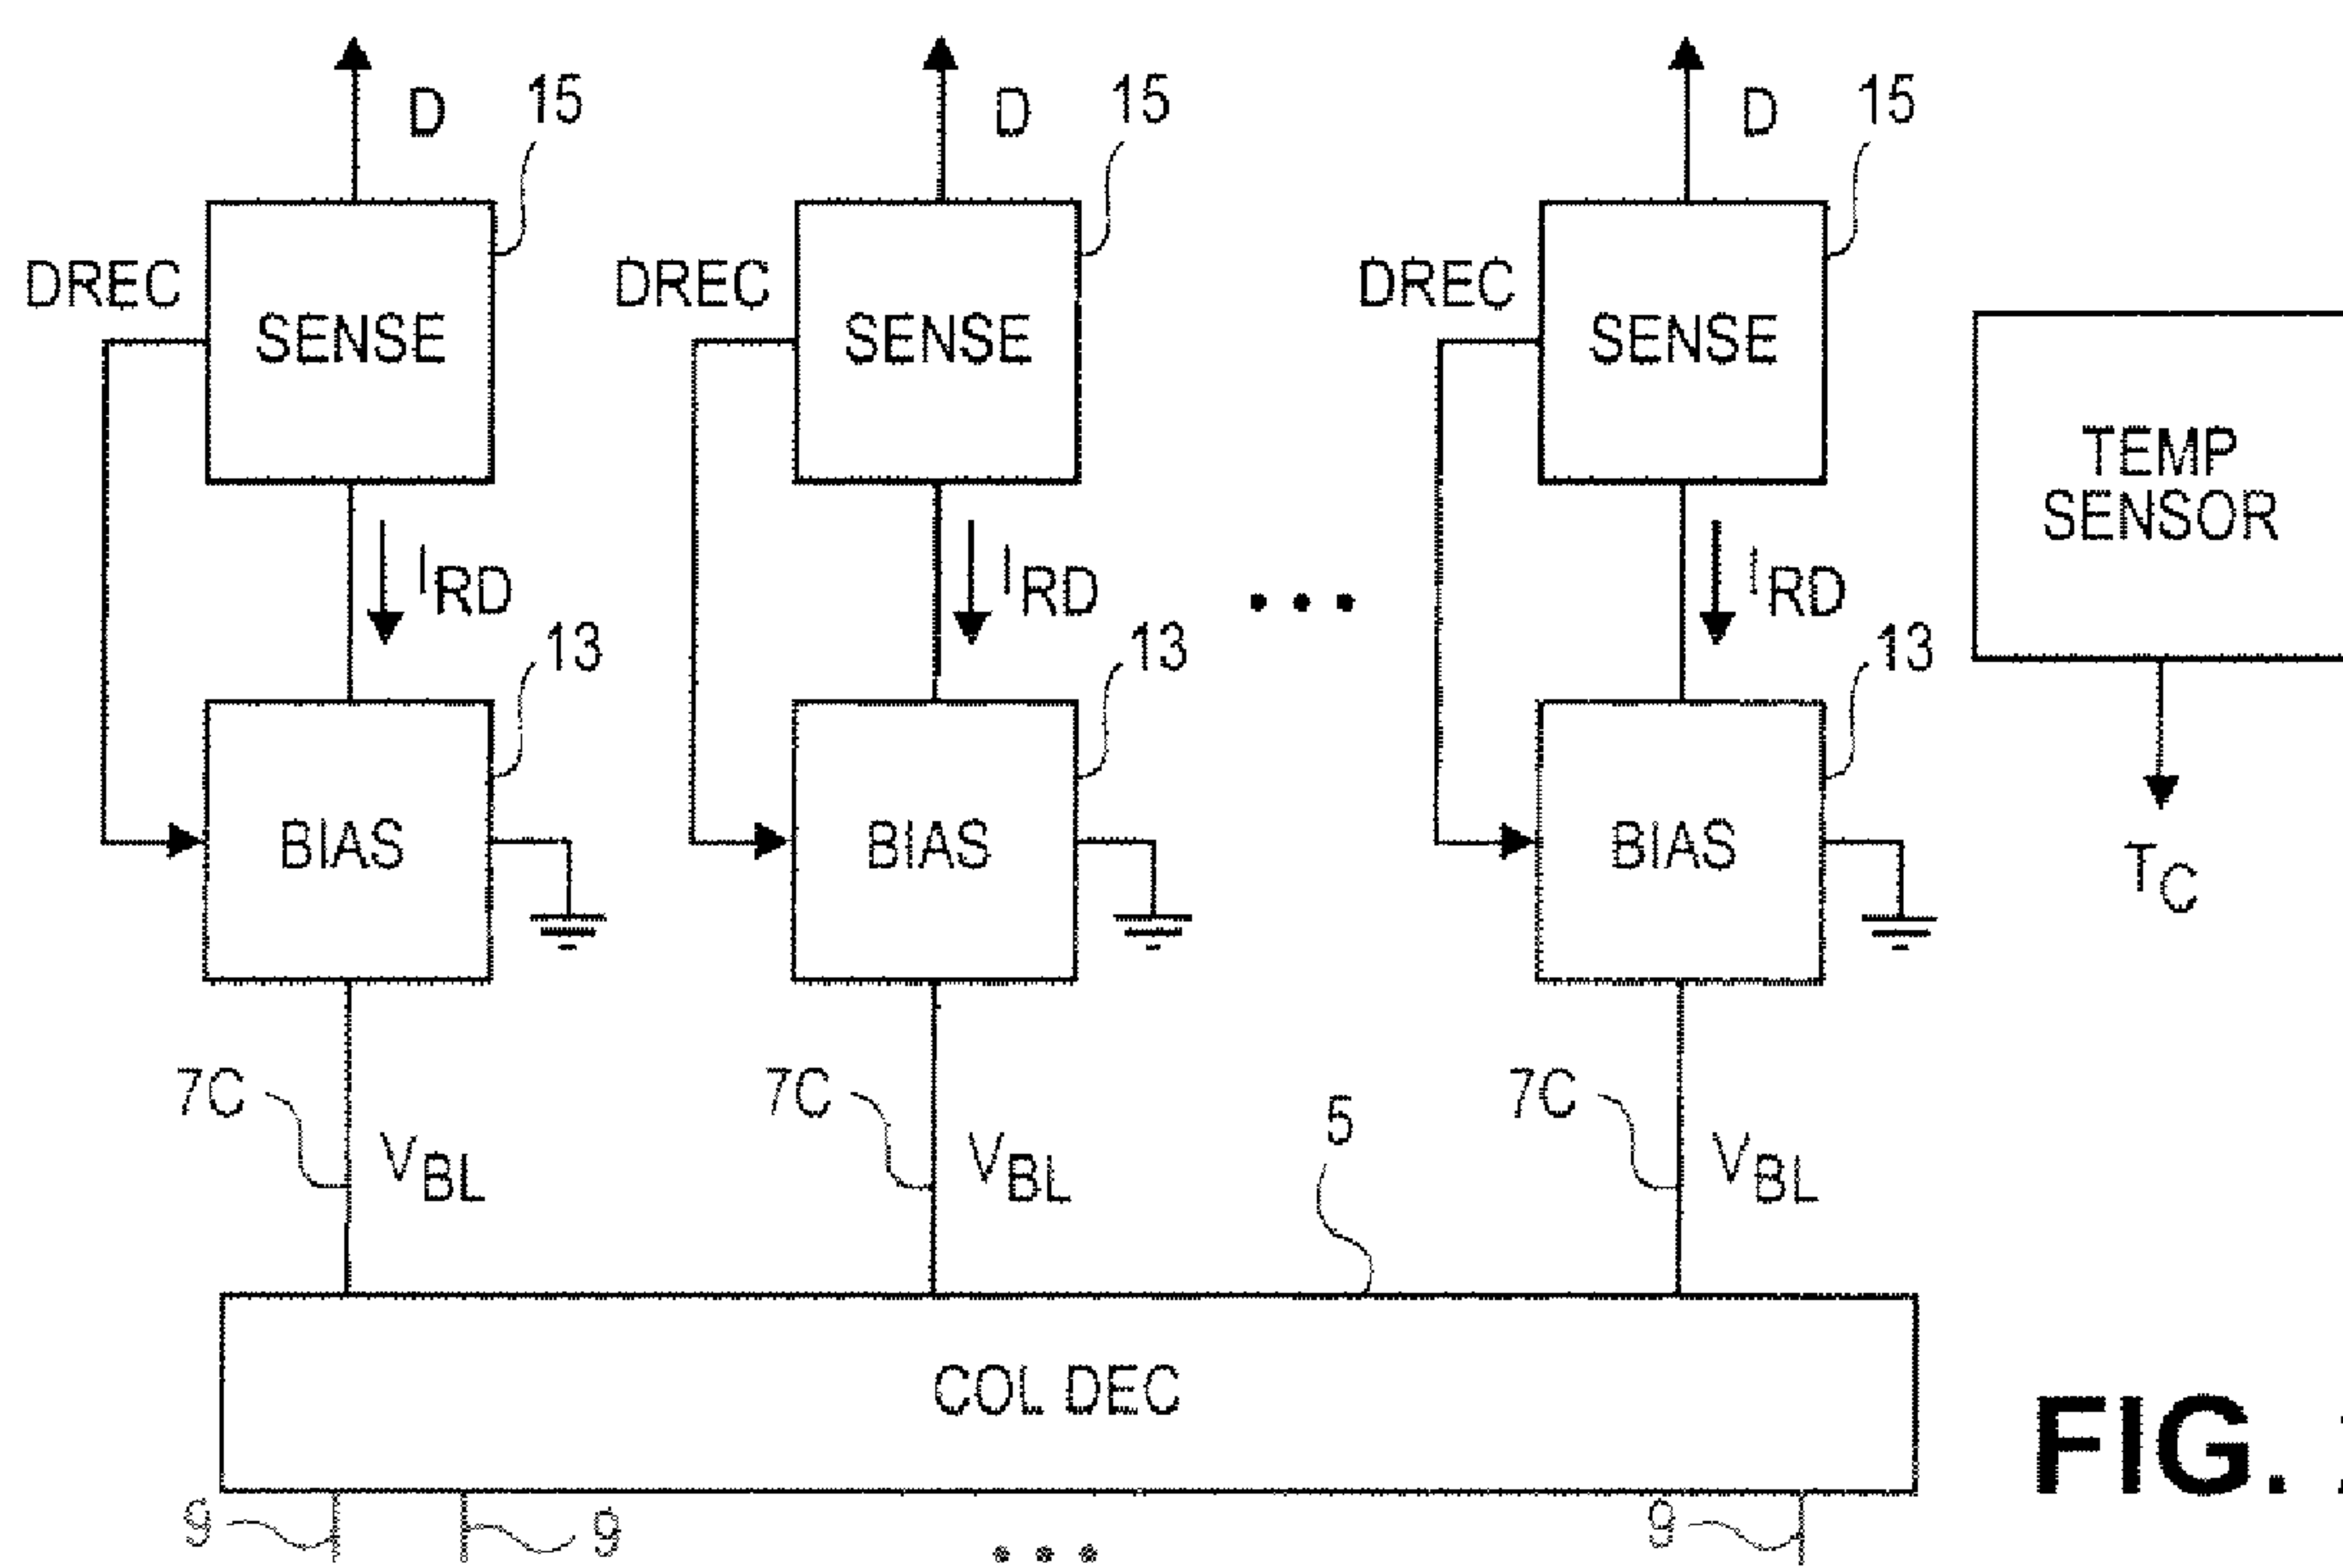 D 15 D 15 D 15
DREC DREC DREC
SENSE SENSE SENSE
TEMP
SENSOR
IRD IRD IRD
13 13 13
BIAS BIAS BIAS
TC
7C 7C 7C
5
VBL VBL VBL
COL DEC
FIG.
9 9 9